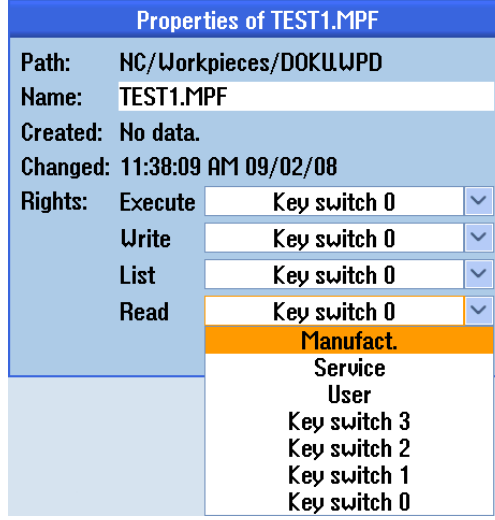 Properties of TEST1.MPF
Path: NC/Workpieces/DOKU.WPD
Name: TEST1.MPF
Created: No data.
Changed: 11:38:09 AM 09/02/08
Rights: Execute Key switch 0
Write Key switch 0
List Key switch 0
Read Key switch 0
Manufact.
Service
User
Key switch 3
Key switch 2
Key switch 1
Key switch 0